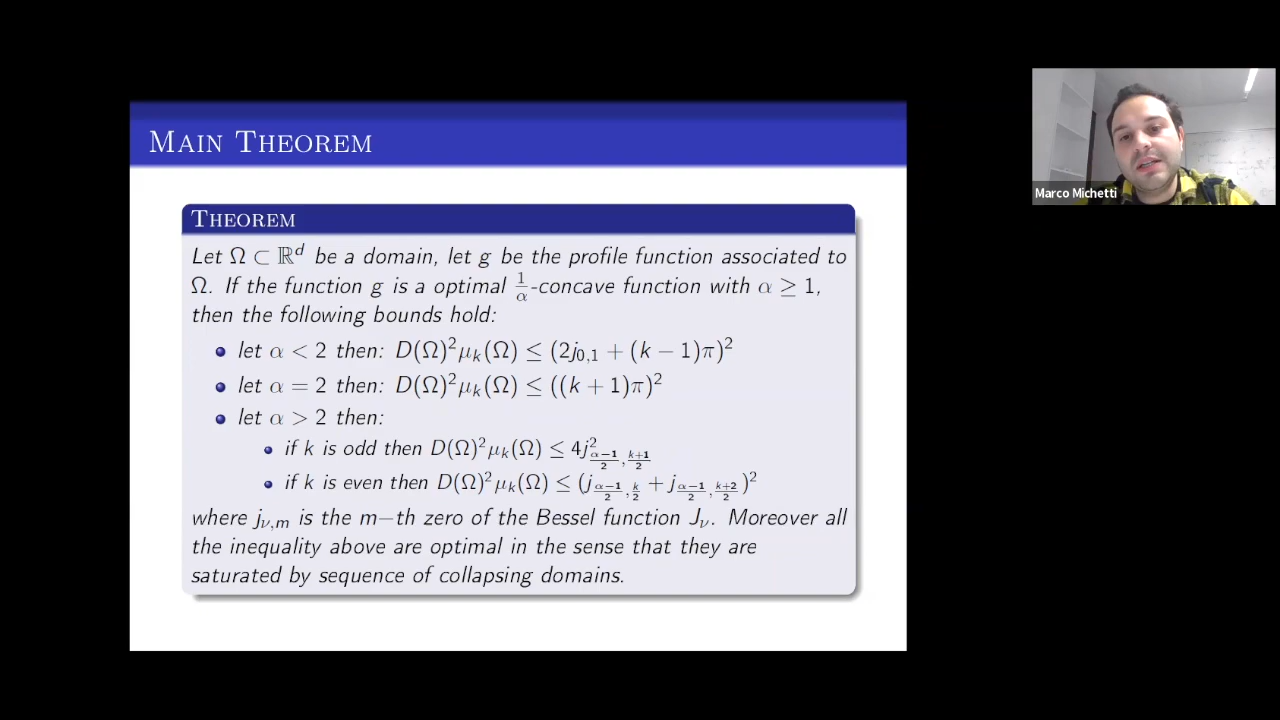 MAIN THEOREM
THEOREM
Let Ω ⊂ ℝ^d be a domain, let g be the profile function associated to
Ω. If the function g is a optimal 1/α-concave function with α ≥ 1,
then the following bounds hold:
let α < 2 then: D(Ω)²μ_k(Ω) ≤ (2j_{0,1} + (k − 1)π)²
let α = 2 then: D(Ω)²μ_k(Ω) ≤ ((k + 1)π)²
let α > 2 then:
if k is odd then D(Ω)²μ_k(Ω) ≤ 4j²_{(α−1)/2, (k+1)/2}
if k is even then D(Ω)²μ_k(Ω) ≤ (j_{(α−1)/2, k/2} + j_{(α−1)/2, (k+2)/2})²
where j_{ν,m} is the m−th zero of the Bessel function J_ν. Moreover all
the inequality above are optimal in the sense that they are
saturated by sequence of collapsing domains.
Marco Michetti